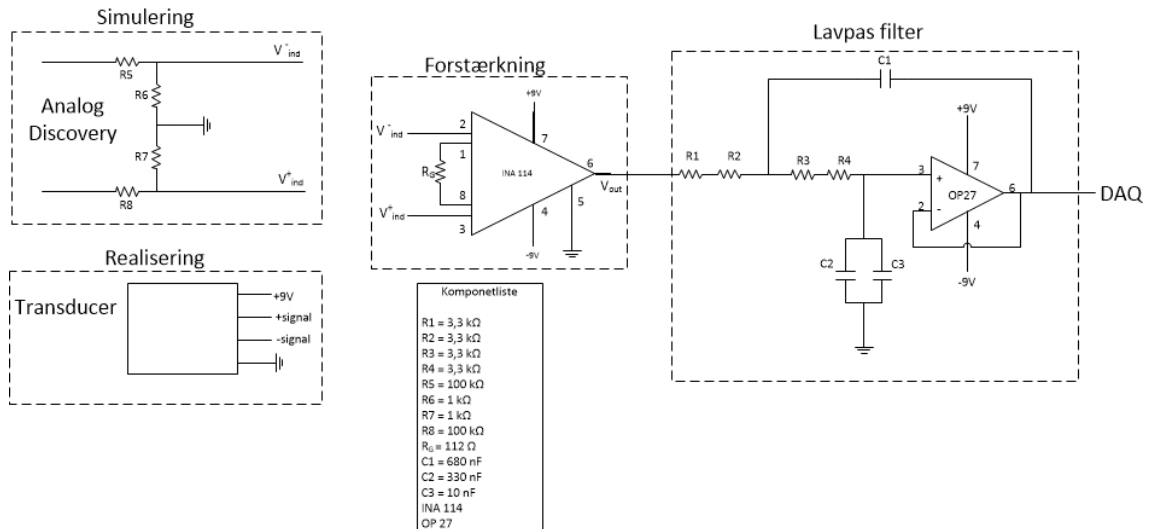 Simulering
V-ind
R5
R6
Analog
Discovery
R7
R8
V+ind
Realisering
Transducer
+9V
+signal
-signal
Forstærkning
+9V
V-ind
2
7
1
RG
INA 114
6
Vout
8
5
V+ind
3
4
-9V
Komponetliste
R1 = 3,3 kΩ
R2 = 3,3 kΩ
R3 = 3,3 kΩ
R4 = 3,3 kΩ
R5 = 100 kΩ
R6 = 1 kΩ
R7 = 1 kΩ
R8 = 100 kΩ
RG = 112 Ω
C1 = 680 nF
C2 = 330 nF
C3 = 10 nF
INA 114
OP 27
Lavpas filter
C1
+9V
R1 R2 R3 R4
7
3
+
OP27
6
DAQ
2
-
4
C2
C3
-9V